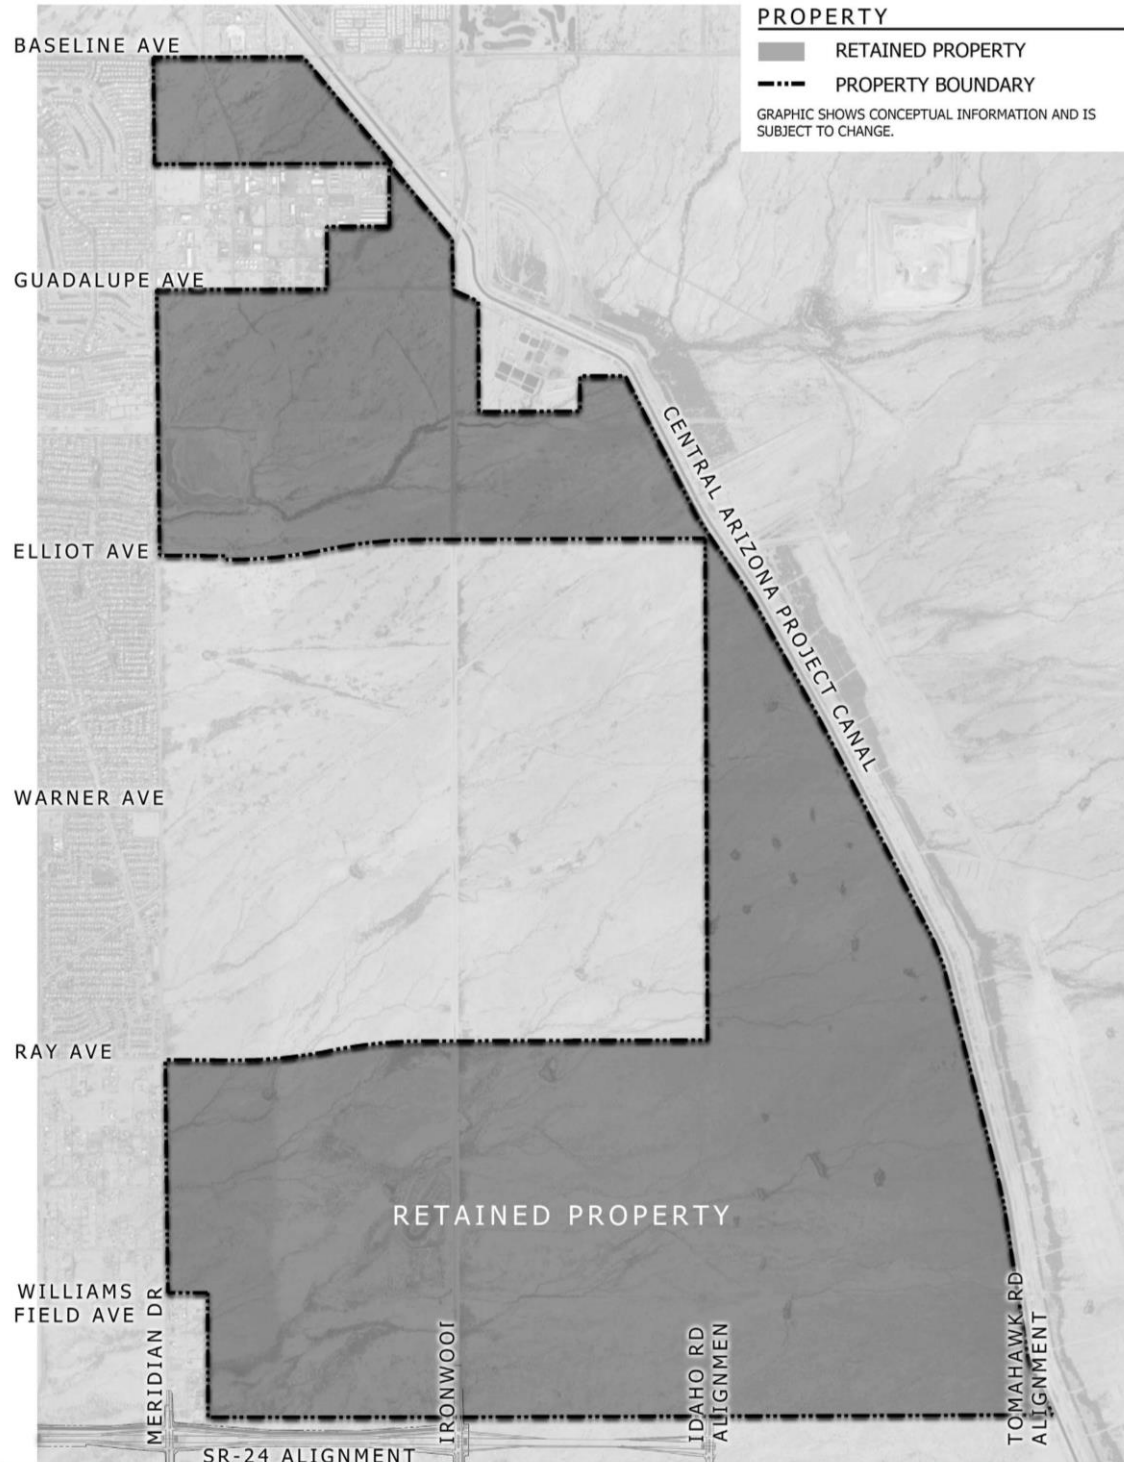 PROPERTY
RETAINED PROPERTY
PROPERTY BOUNDARY
GRAPHIC SHOWS CONCEPTUAL INFORMATION AND IS
SUBJECT TO CHANGE.
BASELINE AVE
GUADALUPE AVE
ELLIOT AVE
CENTRAL ARIZONA PROJECT CANAL
WARNER AVE
RAY AVE
RETAINED PROPERTY
WILLIAMS
FIELD AVE
MERIDIAN DR
IRONWOOI
IDAHO RD
ALIGNMEN
TOMAHAWK RD
ALIGNMENT
SR-24 ALIGNMENT